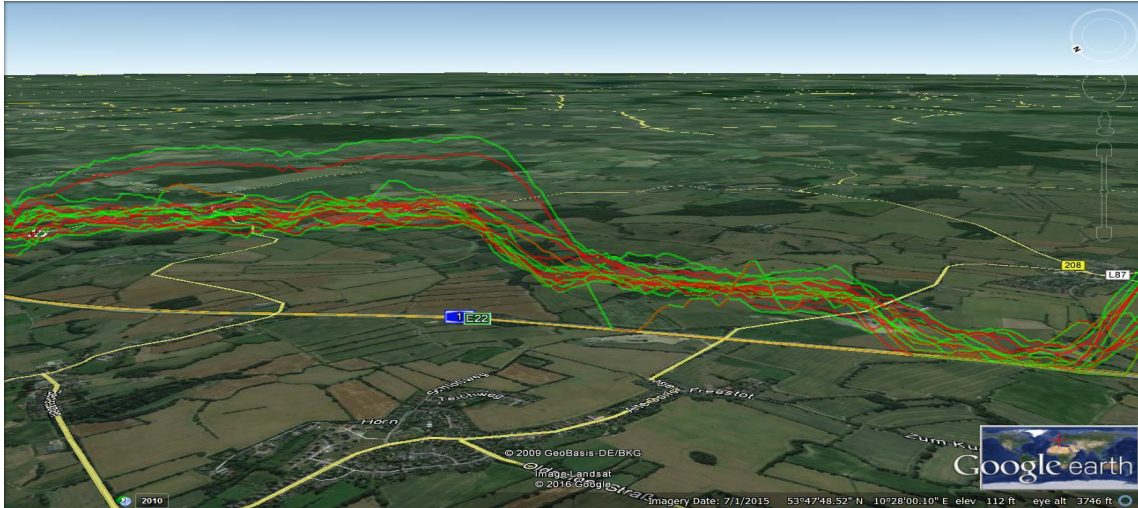 N
208
L87
1 E22
Teichweg
Horn
Freestot
© 2009 GeoBasis-DE/BKG
Image Landsat
© 2016 Google
Zum Ku
Google earth
2010
Imagery Date: 7/1/2015 53°47'48.52" N 10°28'00.10" E elev 112 ft eye alt 3746 ft